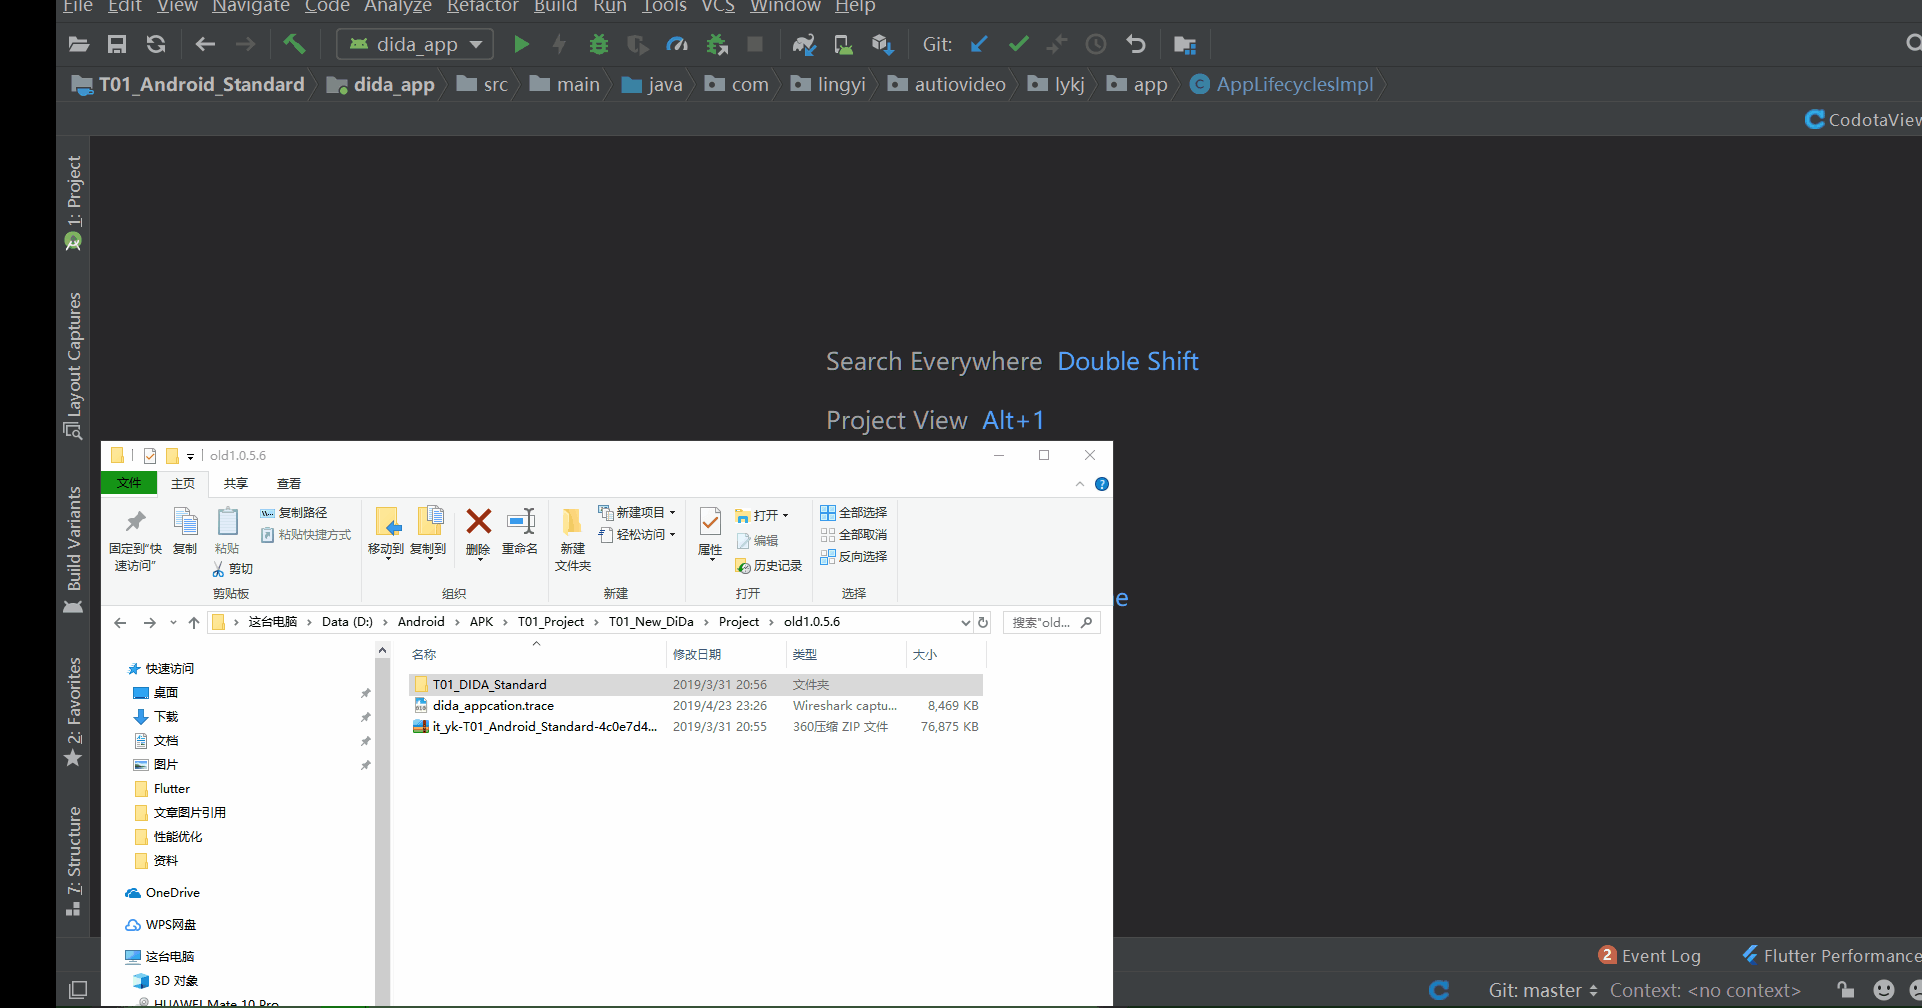 File Edit View Navigate Code Analyze Refactor Build Run Tools VCS Window Help
dida_app
Git:
T01_Android_Standard dida_app src main java com lingyi autiovideo lykj app AppLifecyclesImpl
CodotaView
1: Project
Layout Captures
Build Variants
2: Favorites
7: Structure
Search Everywhere Double Shift
Project View Alt+1
e
old1.0.5.6
文件 主页 共享 查看
固定到"快速访问"
复制
粘贴
复制路径
粘贴快捷方式
剪切
剪贴板
移动到
复制到
删除
重命名
组织
新建文件夹
新建项目
轻松访问
新建
属性
打开
编辑
历史记录
打开
全部选择
全部取消
反向选择
选择
这台电脑 Data (D:) Android APK T01_Project T01_New_DiDa Project old1.0.5.6
搜索"old...
名称 修改日期 类型 大小
T01_DIDA_Standard 2019/3/31 20:56 文件夹
dida_appcation.trace 2019/4/23 23:26 Wireshark captu... 8,469 KB
it_yk-T01_Android_Standard-4c0e7d4... 2019/3/31 20:55 360压缩 ZIP 文件 76,875 KB
快速访问
桌面
下载
文档
图片
Flutter
文章图片引用
性能优化
资料
OneDrive
WPS网盘
这台电脑
3D 对象
HUAWEI Mate 10 Pro
2 Event Log Flutter Performance
Git: master Context: <no context>